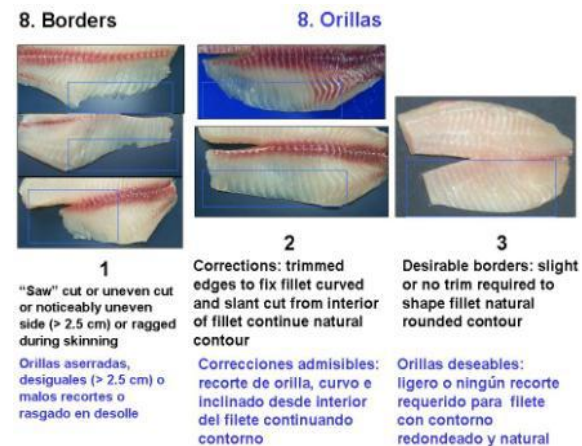 8. Borders
8. Orillas
1
“Saw” cut or uneven cut
or noticeably uneven
side (> 2.5 cm) or ragged
during skinning
Orillas aserradas,
desiguales (> 2.5 cm) o
malos recortes o
rasgado en desolle
2
Corrections: trimmed
edges to fix fillet curved
and slant cut from interior
of fillet continue natural
contour
Correcciones admisibles:
recorte de orilla, curvo e
inclinado desde interior
del filete continuando
contorno
3
Desirable borders: slight
or no trim required to
shape fillet natural
rounded contour
Orillas deseables:
ligero o ningún recorte
requerido para filete
con contorno
redondeado y natural